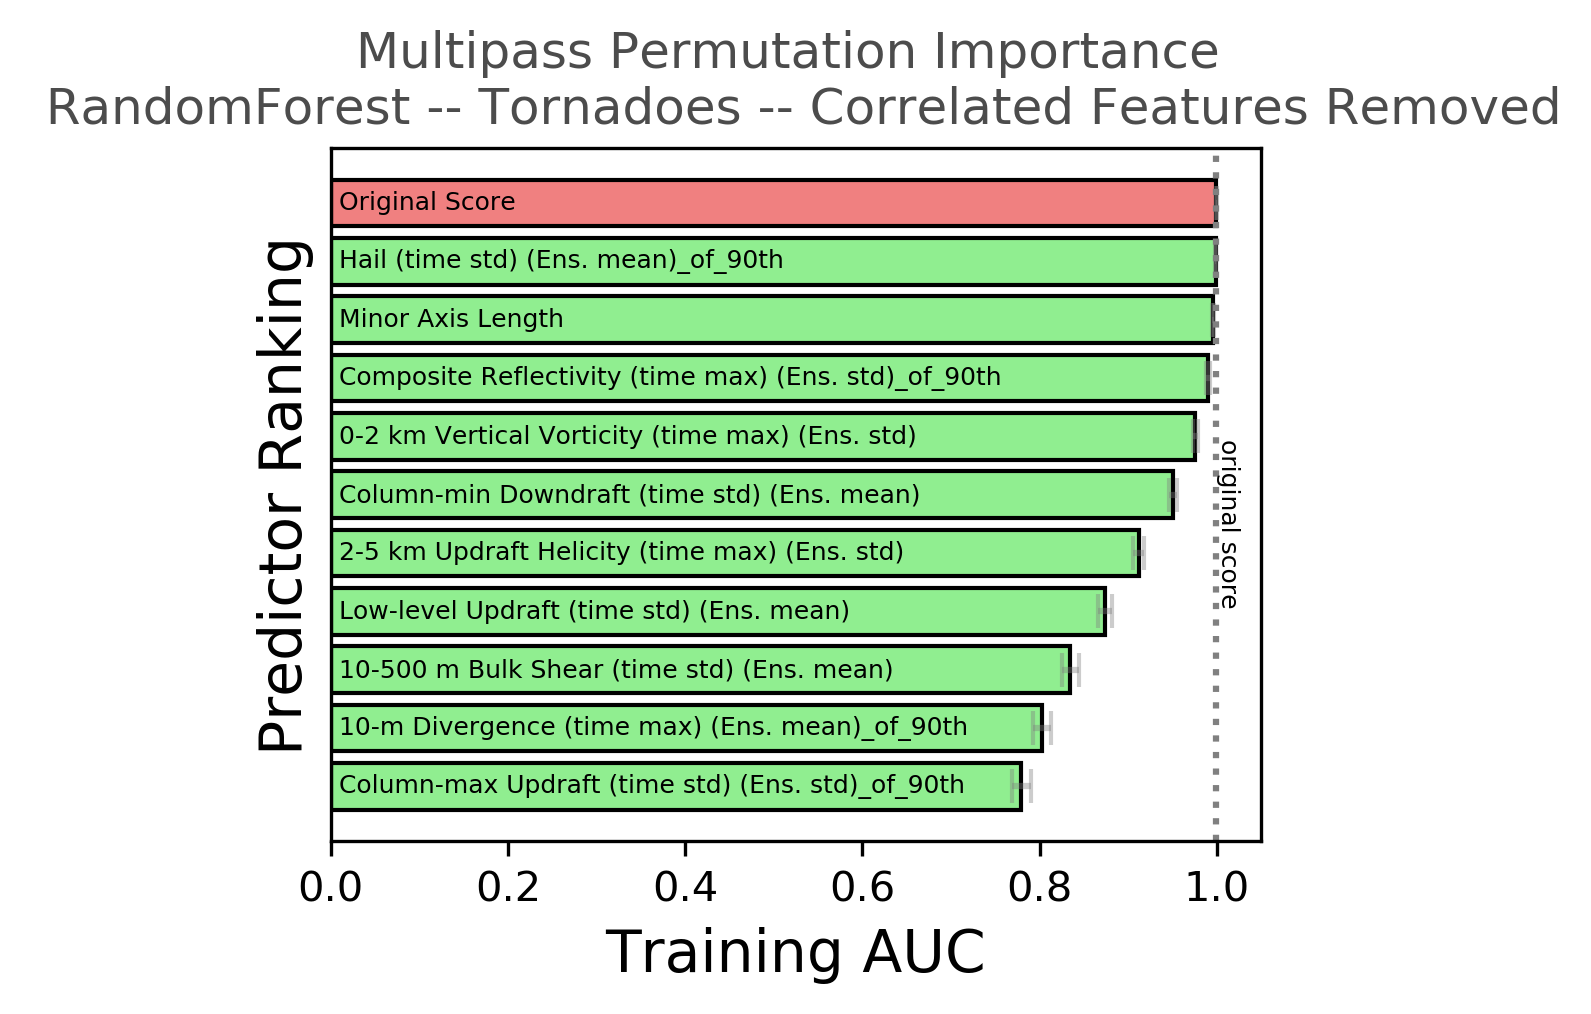 Multipass Permutation Importance
RandomForest -- Tornadoes -- Correlated Features Removed
Predictor Ranking
Original Score
Hail (time std) (Ens. mean)_of_90th
Minor Axis Length
Composite Reflectivity (time max) (Ens. std)_of_90th
0-2 km Vertical Vorticity (time max) (Ens. std)
Column-min Downdraft (time std) (Ens. mean)
2-5 km Updraft Helicity (time max) (Ens. std)
Low-level Updraft (time std) (Ens. mean)
10-500 m Bulk Shear (time std) (Ens. mean)
10-m Divergence (time max) (Ens. mean)_of_90th
Column-max Updraft (time std) (Ens. std)_of_90th
original score
0.0 0.2 0.4 0.6 0.8 1.0
Training AUC